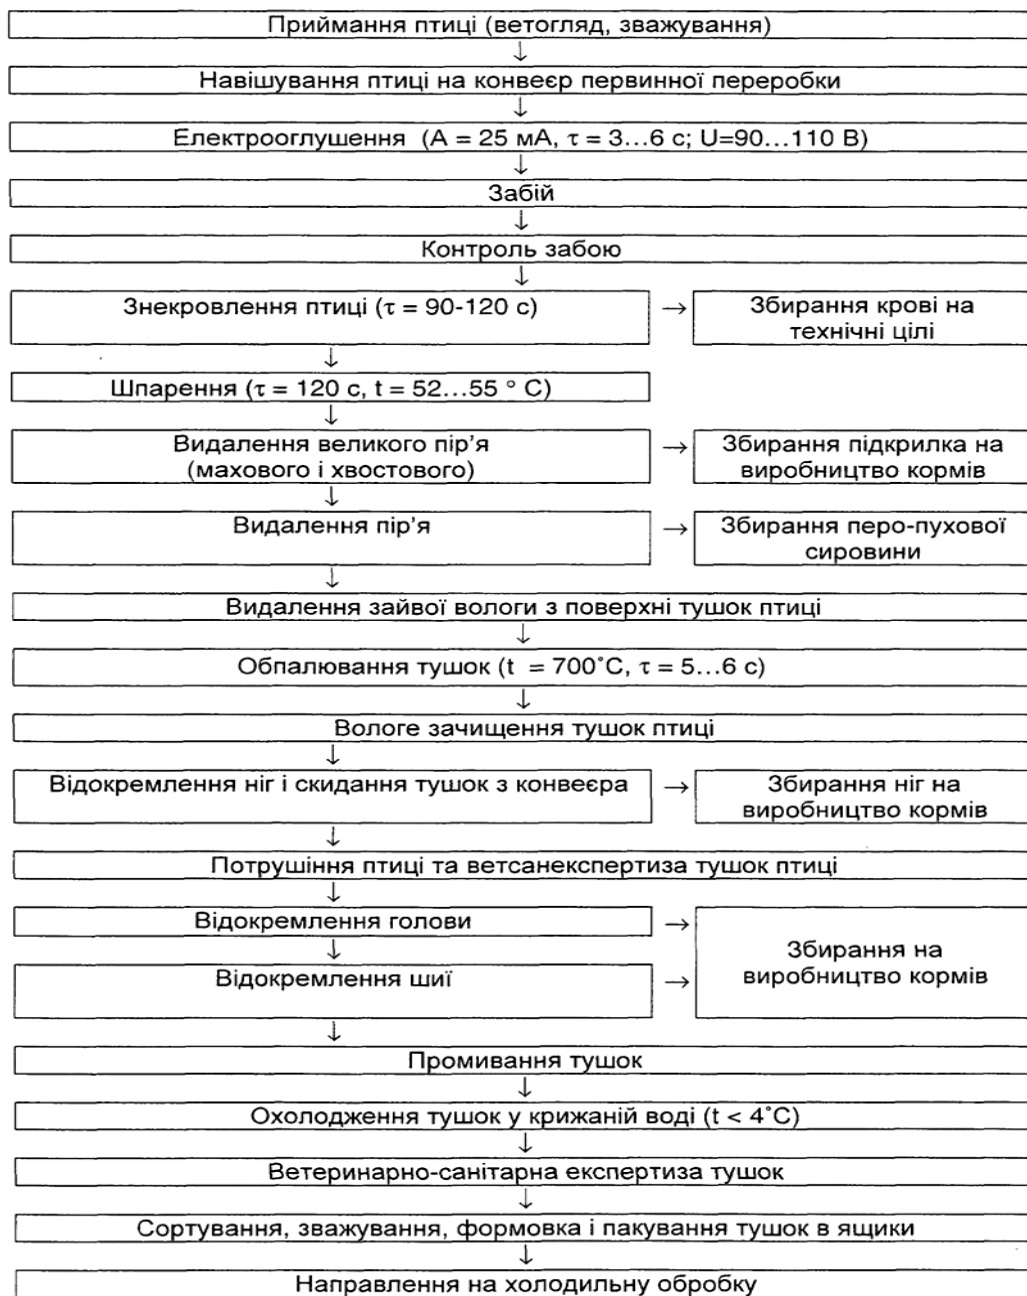 Приймання птиці (ветогляд, зважування)
↓
Навішування птиці на конвеєр первинної переробки
↓
Електрооглушення (А = 25 мА, τ = 3...6 с; U=90...110 В)
↓
Забій
↓
Контроль забою
↓
Знекровлення птиці (τ = 90-120 с) → Збирання крові на
технічні цілі
↓
Шпарення (τ = 120 с, t = 52...55 ° С)
↓
Видалення великого пір’я → Збирання підкрилка на
(махового і хвостового) виробництво кормів
↓
Видалення пір’я → Збирання перо-пухової
сировини
↓
Видалення зайвої вологи з поверхні тушок птиці
↓
Обпалювання тушок (t = 700˚С, τ = 5...6 с)
↓
Вологе зачищення тушок птиці
↓
Відокремлення ніг і скидання тушок з конвеєра → Збирання ніг на
виробництво кормів
↓
Потрушіння птиці та ветсанекспертиза тушок птиці
↓
Відокремлення голови →
↓
Відокремлення шиї →
Збирання на
виробництво кормів
↓
Промивання тушок
↓
Охолодження тушок у крижаній воді (t < 4˚С)
↓
Ветеринарно-санітарна експертиза тушок
↓
Сортування, зважування, формовка і пакування тушок в ящики
↓
Направлення на холодильну обробку